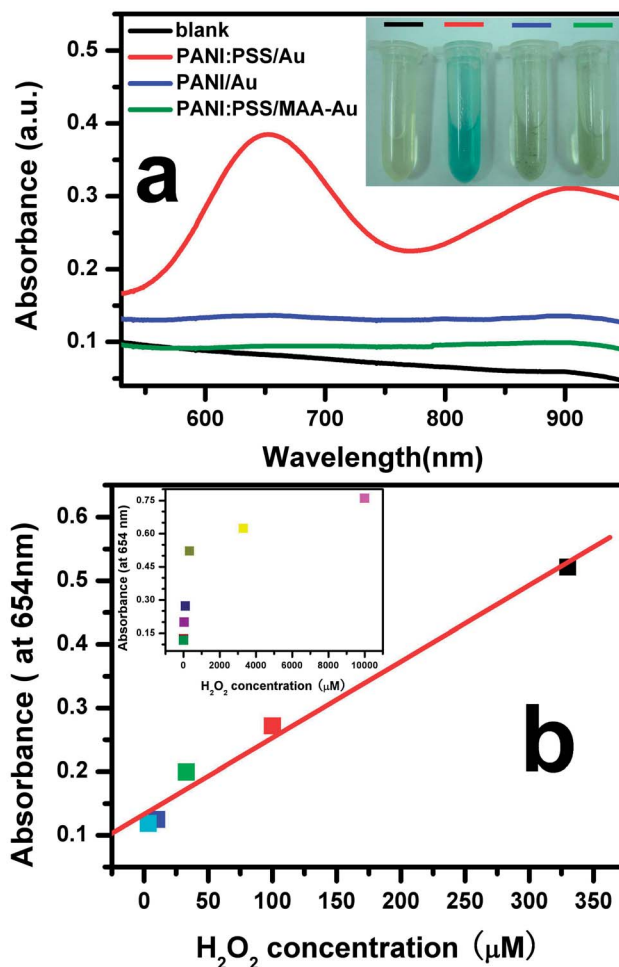 blank
PANI:PSS/Au
PANI/Au
PANI:PSS/MAA-Au
a
0.5
0.4
0.3
0.2
0.1
Absorbance (a.u.)
600 700 800 900
Wavelength(nm)
0.75
0.60
0.45
0.30
0.15
Absorbance (at 654 nm)
0 2000 4000 6000 8000 10000
H₂O₂ concentration (μM)
b
0.6
0.5
0.4
0.3
0.2
0.1
Absorbance ( at 654nm)
0 50 100 150 200 250 300 350
H₂O₂ concentration (μM)